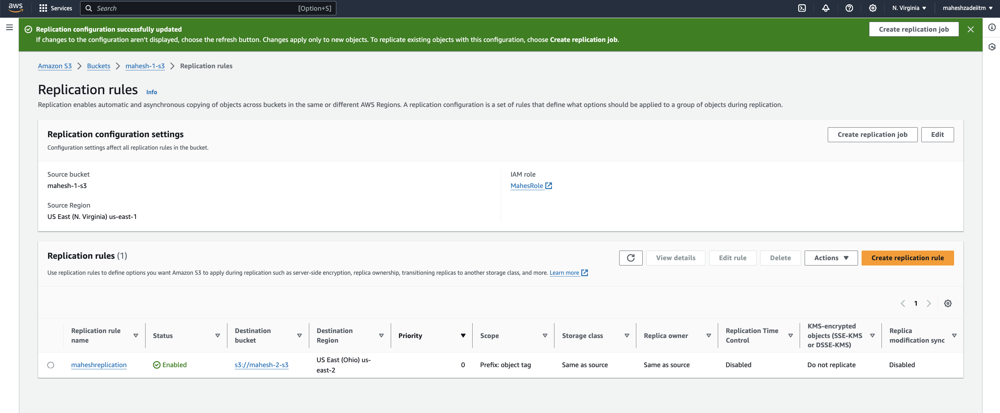 aws
Services
Search
[Option+S]
N. Virginia
maheshzadeiitm
Replication configuration successfully updated
If changes to the configuration aren't displayed, choose the refresh button. Changes apply only to new objects. To replicate existing objects with this configuration, choose Create replication job.
Create replication job
Amazon S3
Buckets
mahesh-1-s3
Replication rules
Replication rules
Info
Replication enables automatic and asynchronous copying of objects across buckets in the same or different AWS Regions. A replication configuration is a set of rules that define what options should be applied to a group of objects during replication.
Replication configuration settings
Create replication job
Edit
Configuration settings affect all replication rules in the bucket.
Source bucket
mahesh-1-s3
Source Region
US East (N. Virginia) us-east-1
IAM role
MahesRole
Replication rules (1)
View details
Edit rule
Delete
Actions
Create replication rule
Use replication rules to define options you want Amazon S3 to apply during replication such as server-side encryption, replica ownership, transitioning replicas to another storage class, and more. Learn more
1
Replication rule
name
Status
Destination
bucket
Destination
Region
Priority
Scope
Storage class
Replica owner
Replication Time
Control
KMS-encrypted
objects (SSE-KMS
or DSSE-KMS)
Replica
modification sync
maheshreplication
Enabled
s3://mahesh-2-s3
US East (Ohio) us-
east-2
0
Prefix: object tag
Same as source
Same as source
Disabled
Do not replicate
Disabled